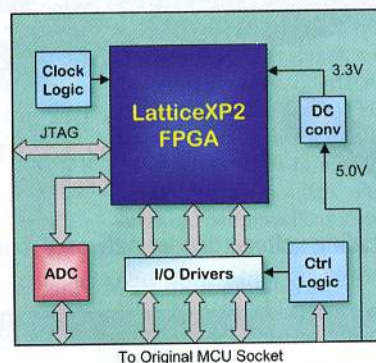 Clock
Logic
LatticeXP2
FPGA
3.3V
DC
conv
5.0V
JTAG
ADC
I/O Drivers
Ctrl
Logic
To Original MCU Socket